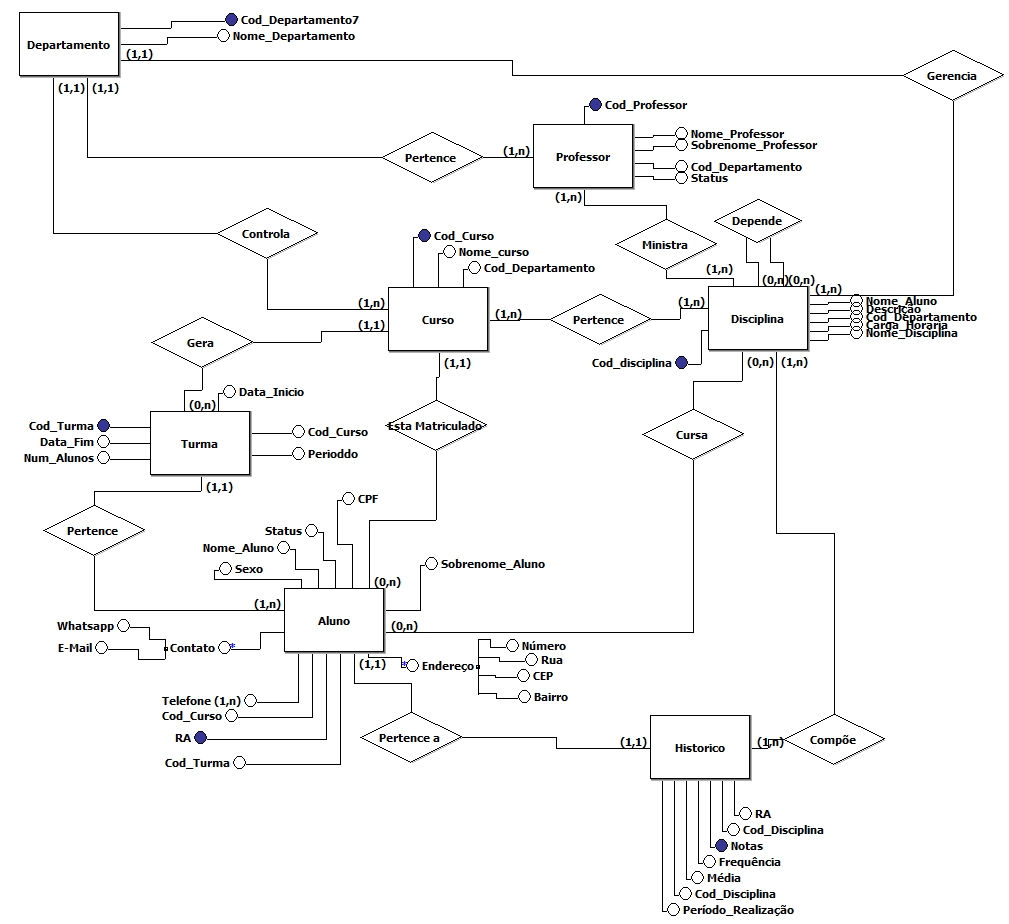 Cod_Departamento7
Departamento
Nome_Departamento
(1,1)
(1,1)
(1,1)
Gerencia
Cod_Professor
Nome_Professor
Sobrenome_Professor
Pertence
(1,n)
Professor
Cod_Departamento
Status
(1,n)
Controla
Depende
Ministra
Cod_Curso
Nome_curso
Cod_Departamento
(1,n)
(0,n)
(0,n)
(1,n)
(1,n)
(1,n)
(1,n)
Nome_Aluno
Descrição
Cod_Departamento
Carga_Horaria
Nome_Disciplina
Curso
Pertence
Disciplina
(1,1)
Gera
(1,1)
Cod_disciplina
(0,n)
(1,n)
Data_Inicio
(0,n)
Cod_Turma
Esta Matriculado
Cod_Curso
Cursa
Data_Fim
Turma
Num_Alunos
Perioddo
(1,1)
CPF
Pertence
Status
Nome_Aluno
Sexo
Sobrenome_Aluno
(0,n)
(1,n)
Aluno
Whatsapp
(0,n)
E-Mail
Contato
*
Número
(1,1)
*
Endereço
Rua
CEP
Bairro
Telefone (1,n)
Cod_Curso
RA
Pertence a
(1,1)
Historico
(1,n)
Compõe
Cod_Turma
RA
Cod_Disciplina
Notas
Frequência
Média
Cod_Disciplina
Período_Realização